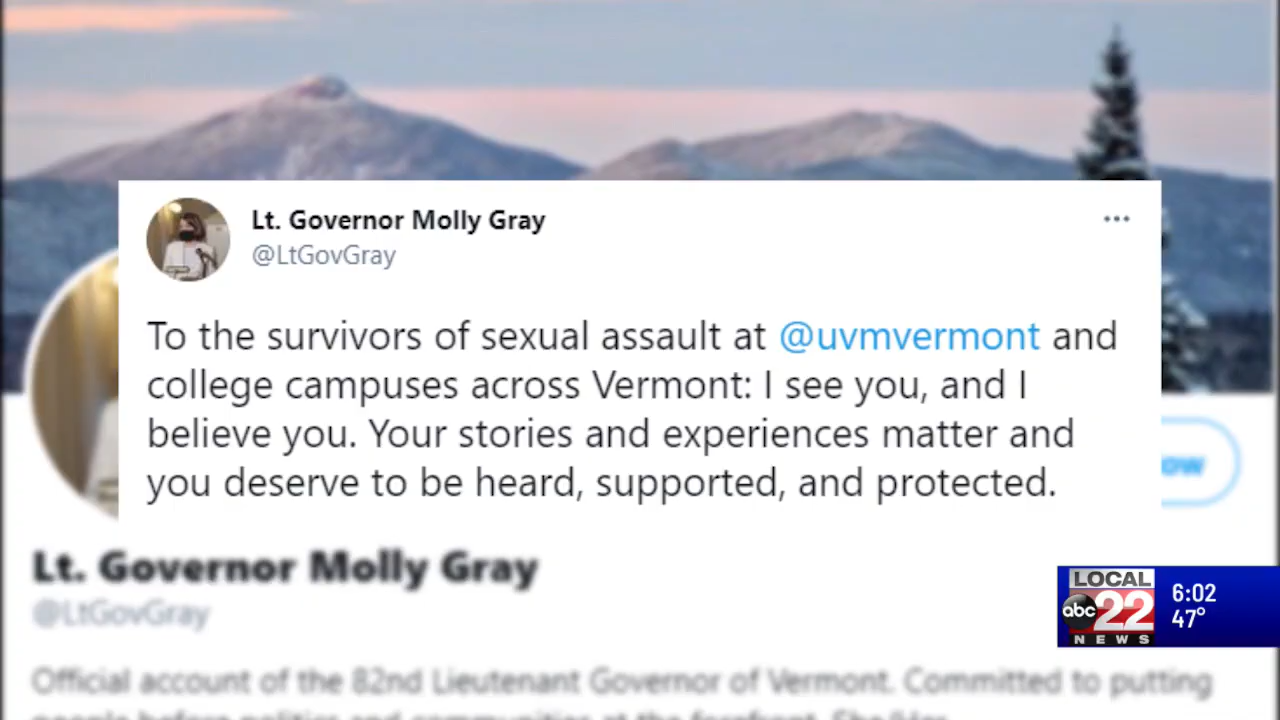 Lt. Governor Molly Gray
@LtGovGray
To the survivors of sexual assault at @uvmvermont and
college campuses across Vermont: I see you, and I
believe you. Your stories and experiences matter and
you deserve to be heard, supported, and protected.
ow
Lt. Governor Molly Gray
@LtGovGray
Official account of the 82nd Lieutenant Governor of Vermont. Committed to putting
LOCAL
abc 22
NEWS
6:02
47°